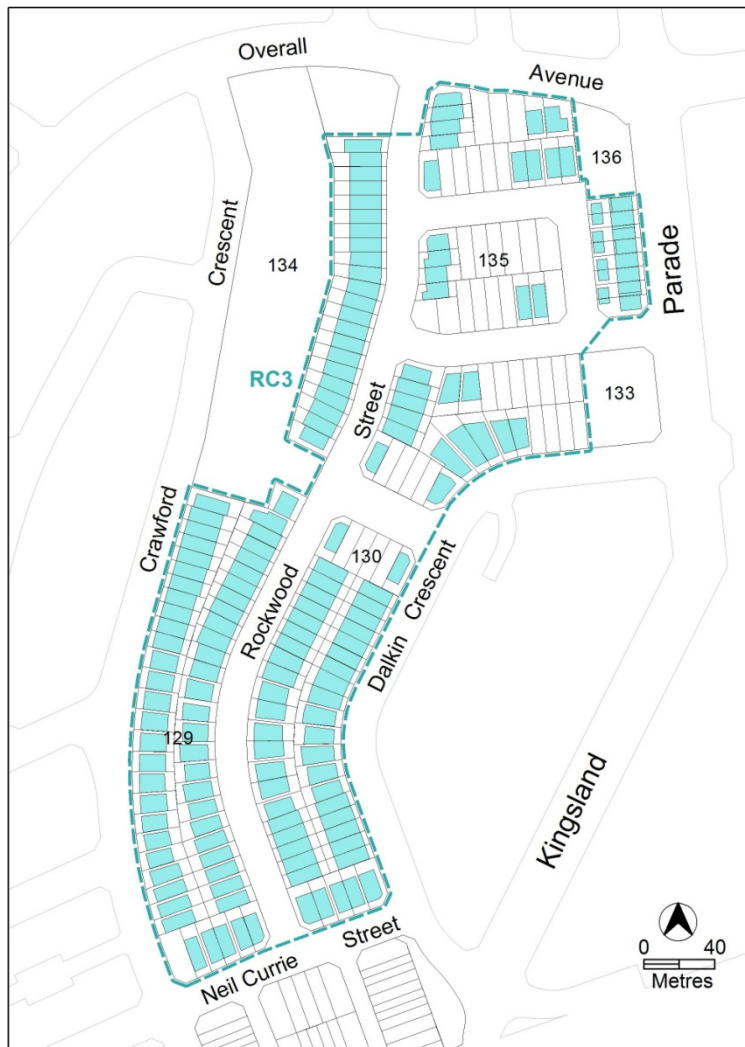 Overall
Avenue
136
Crescent
134
135
Parade
RC3
Street
133
Crawford
130
Crescent
Rockwood
Dalkin
129
Kingsland
Street
Neil Currie
0 40
Metres